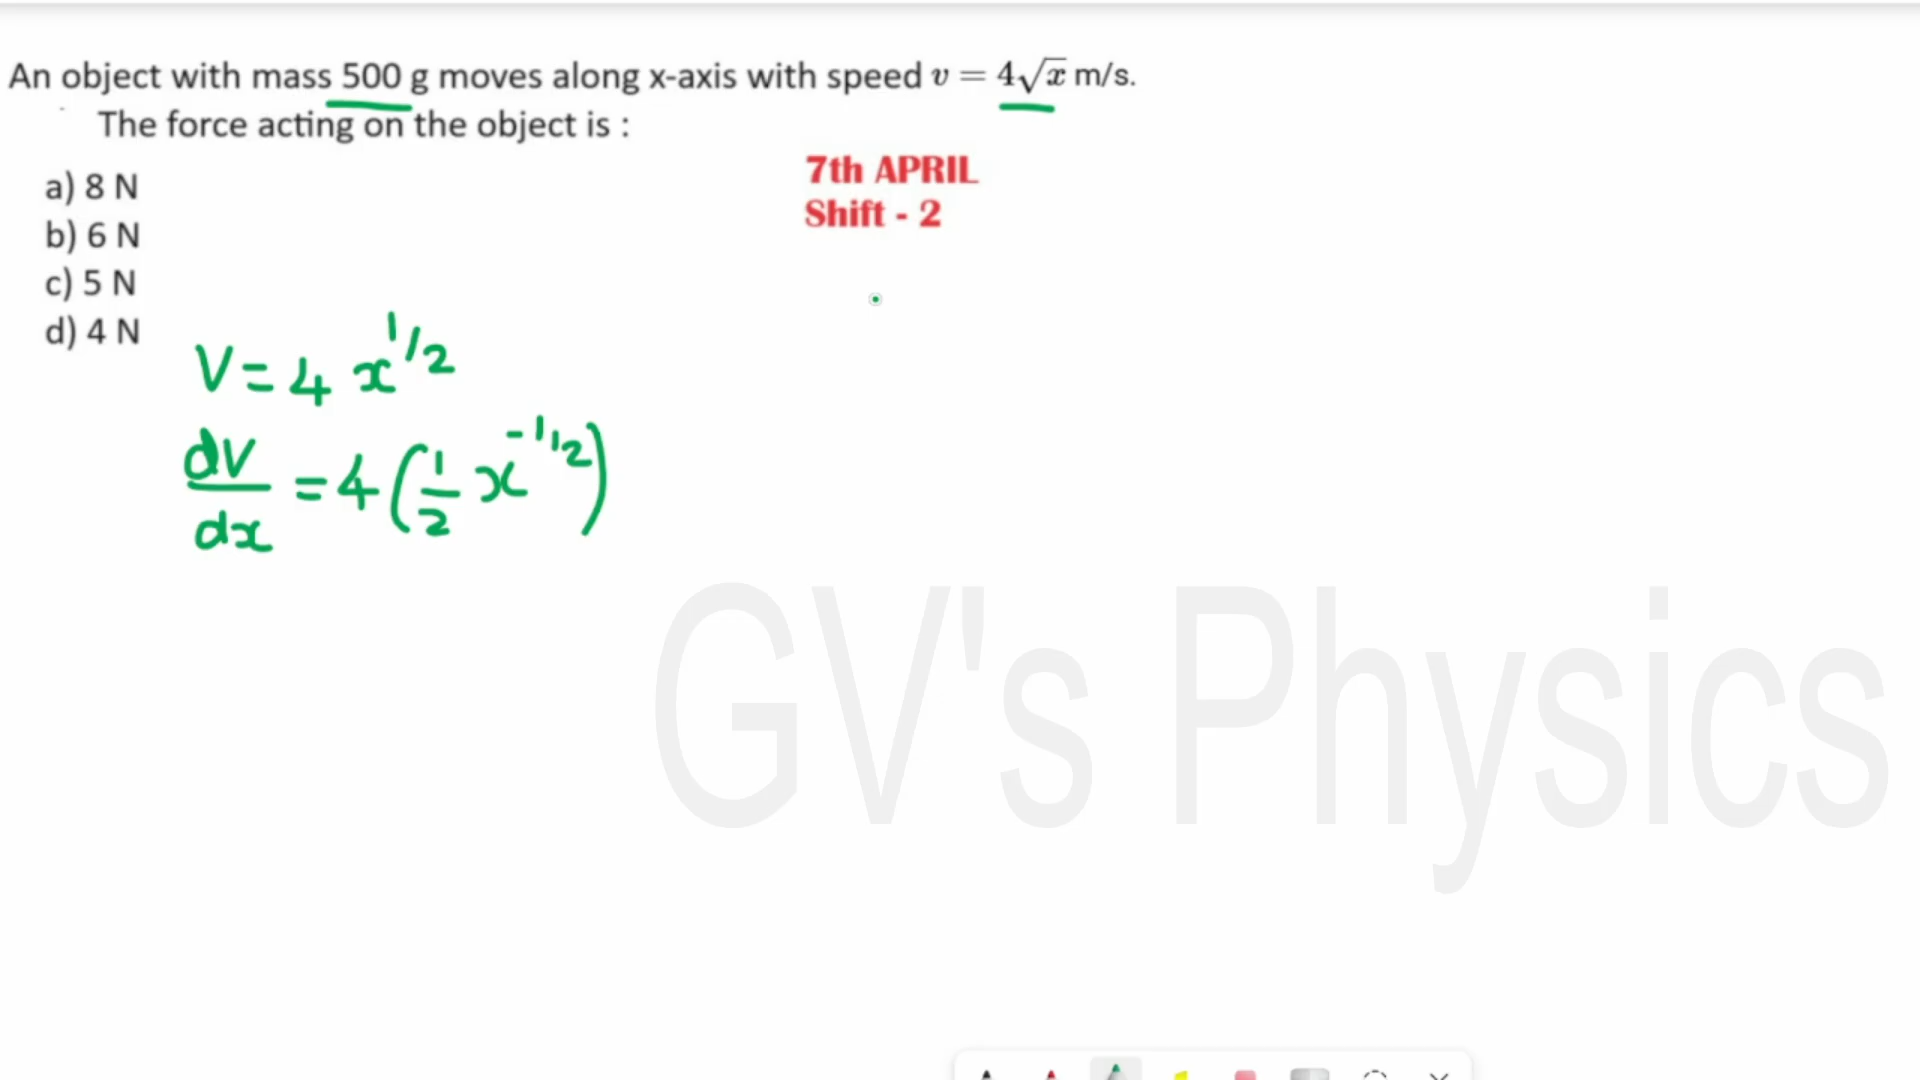 An object with mass 500 g moves along x-axis with speed v = 4√x m/s.
The force acting on the object is :
7th APRIL
Shift - 2
a) 8 N
b) 6 N
c) 5 N
d) 4 N
V = 4 x^1/2
dV/dx = 4 (1/2 x^-1/2)
GV's Physics